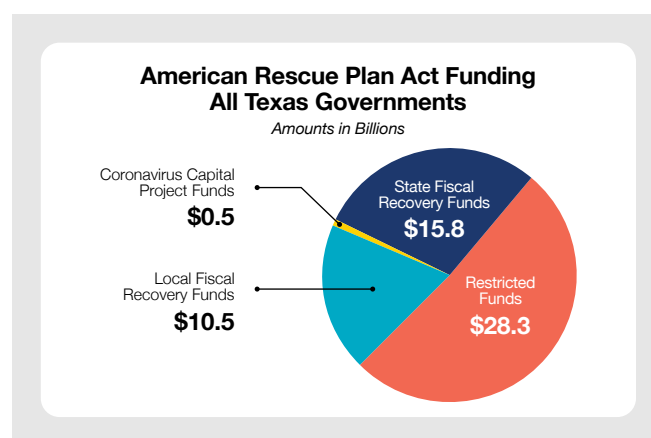 American Rescue Plan Act Funding
All Texas Governments
Amounts in Billions
Coronavirus Capital
Project Funds
$0.5
State Fiscal
Recovery Funds
$15.8
Local Fiscal
Recovery Funds
$10.5
Restricted
Funds
$28.3